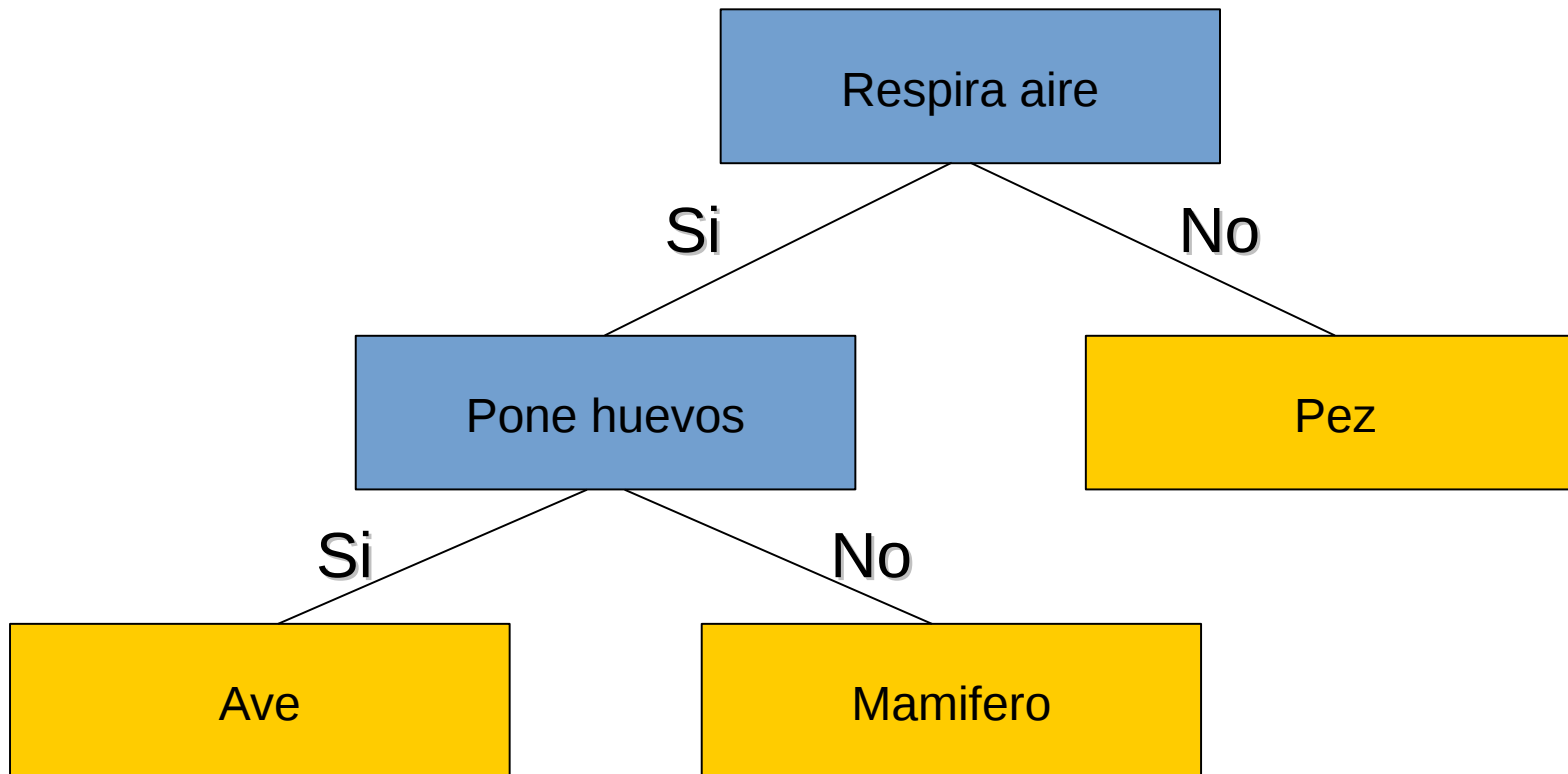 Respira aire
Si
No
Pone huevos
Pez
Si
No
Ave
Mamifero